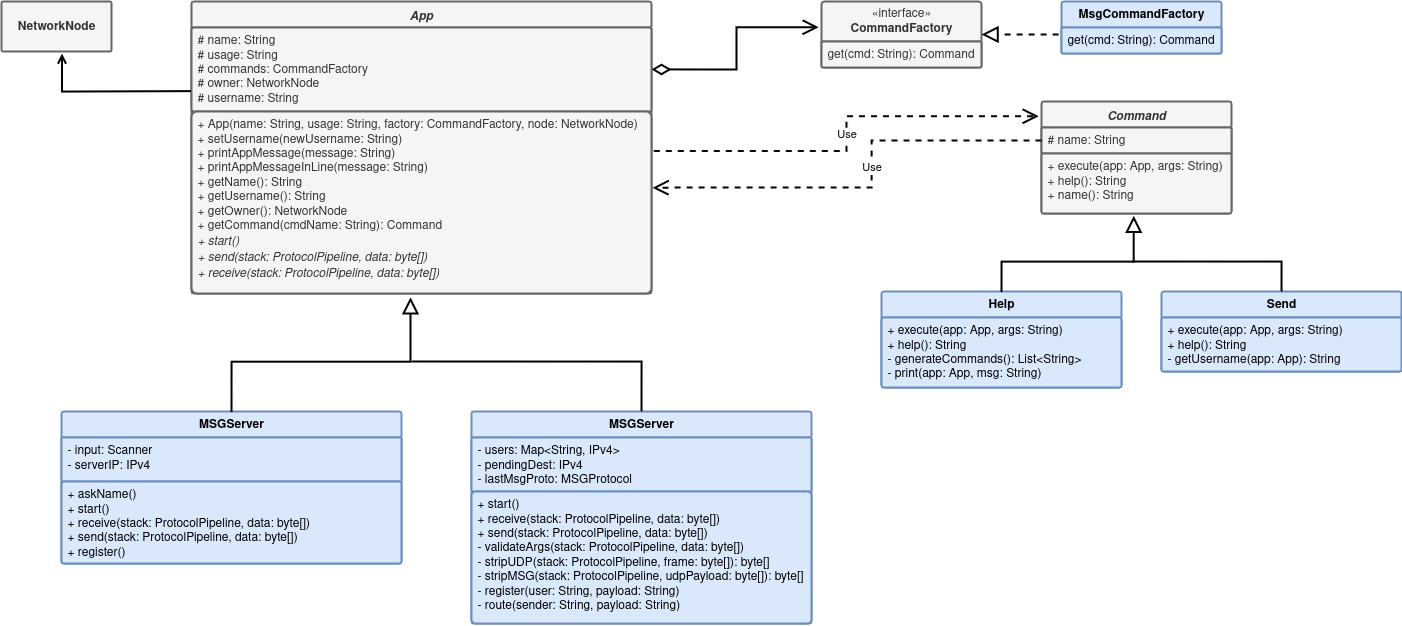 NetworkNode
App
# name: String
# usage: String
# commands: CommandFactory
# owner: NetworkNode
# username: String
+ App(name: String, usage: String, factory: CommandFactory, node: NetworkNode)
+ setUsername(newUsername: String)
+ printAppMessage(message: String)
+ printAppMessageInLine(message: String)
+ getName(): String
+ getUsername(): String
+ getOwner(): NetworkNode
+ getCommand(cmdName: String): Command
+ start()
+ send(stack: ProtocolPipeline, data: byte[])
+ receive(stack: ProtocolPipeline, data: byte[])
«interface»
CommandFactory
get(cmd: String): Command
MsgCommandFactory
get(cmd: String): Command
Use
Use
Command
# name: String
+ execute(app: App, args: String)
+ help(): String
+ name(): String
Help
+ execute(app: App, args: String)
+ help(): String
- generateCommands(): List<String>
- print(app: App, msg: String)
Send
+ execute(app: App, args: String)
+ help(): String
- getUsername(app: App): String
MSGServer
- input: Scanner
- serverIP: IPv4
+ askName()
+ start()
+ receive(stack: ProtocolPipeline, data: byte[])
+ send(stack: ProtocolPipeline, data: byte[])
+ register()
MSGServer
- users: Map<String, IPv4>
- pendingDest: IPv4
- lastMsgProto: MSGProtocol
+ start()
+ receive(stack: ProtocolPipeline, data: byte[])
+ send(stack: ProtocolPipeline, data: byte[])
- validateArgs(stack: ProtocolPipeline, data: byte[])
- stripUDP(stack: ProtocolPipeline, frame: byte[]): byte[]
- stripMSG(stack: ProtocolPipeline, udpPayload: byte[]): byte[]
- register(user: String, payload: String)
- route(sender: String, payload: String)